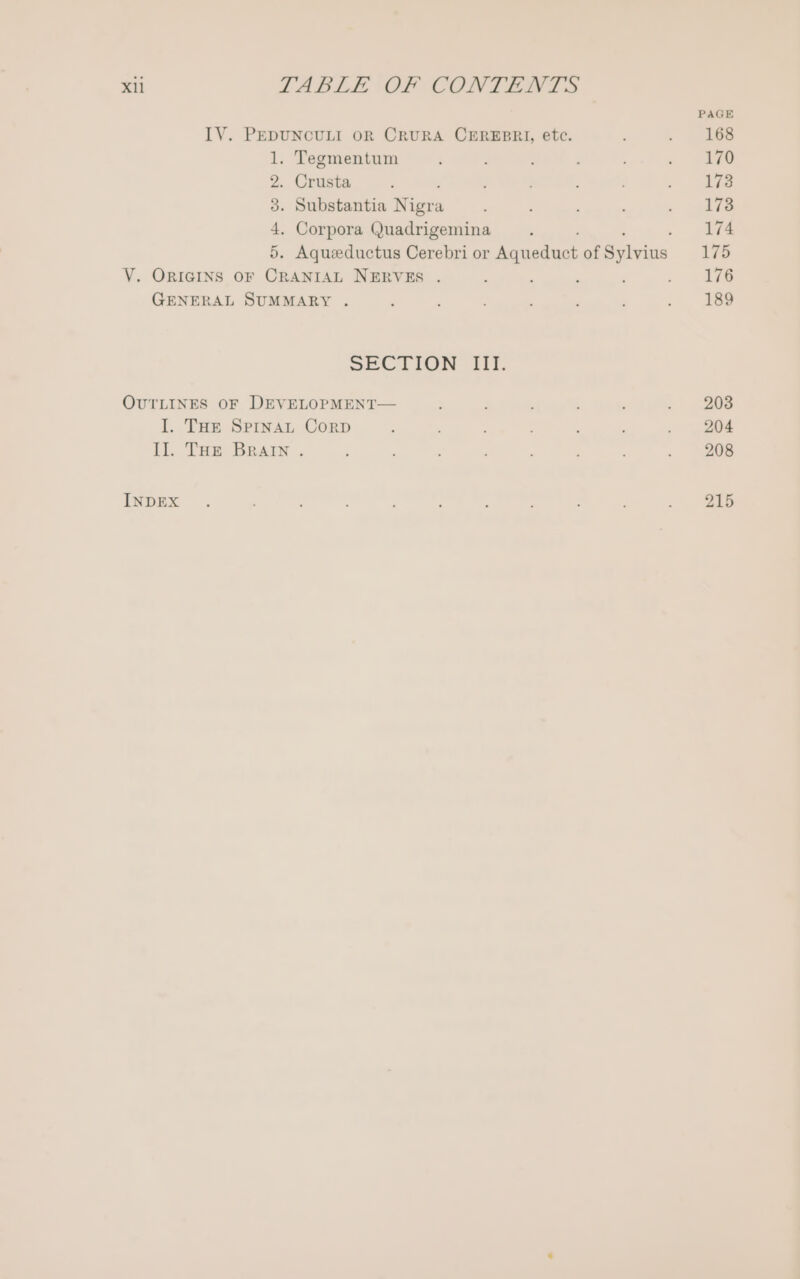 xii TABLE OF CONTENTS
PAGE
IV. PEDUNCULI OR CRURA CEREBRI, etc. . . 168
1. Tegmentum . . . . . . 170
2. Crusta . . . . . . . 173
3. Substantia Nigra . . . . . 173
4. Corpora Quadrigemina . . . . 174
5. Aquæductus Cerebri or Aqueduct of Sylvius 175
V. ORIGINS OF CRANIAL NERVES . . . . . . 176
GENERAL SUMMARY . . . . . . . . 189
SECTION III.
OUTLINES OF DEVELOPMENT— . . . . . . 203
I. THE SPINAL CORD . . . . . . . 204
II. THE BRAIN . . . . . . . . . 208
INDEX . . . . . . . . . . . 215